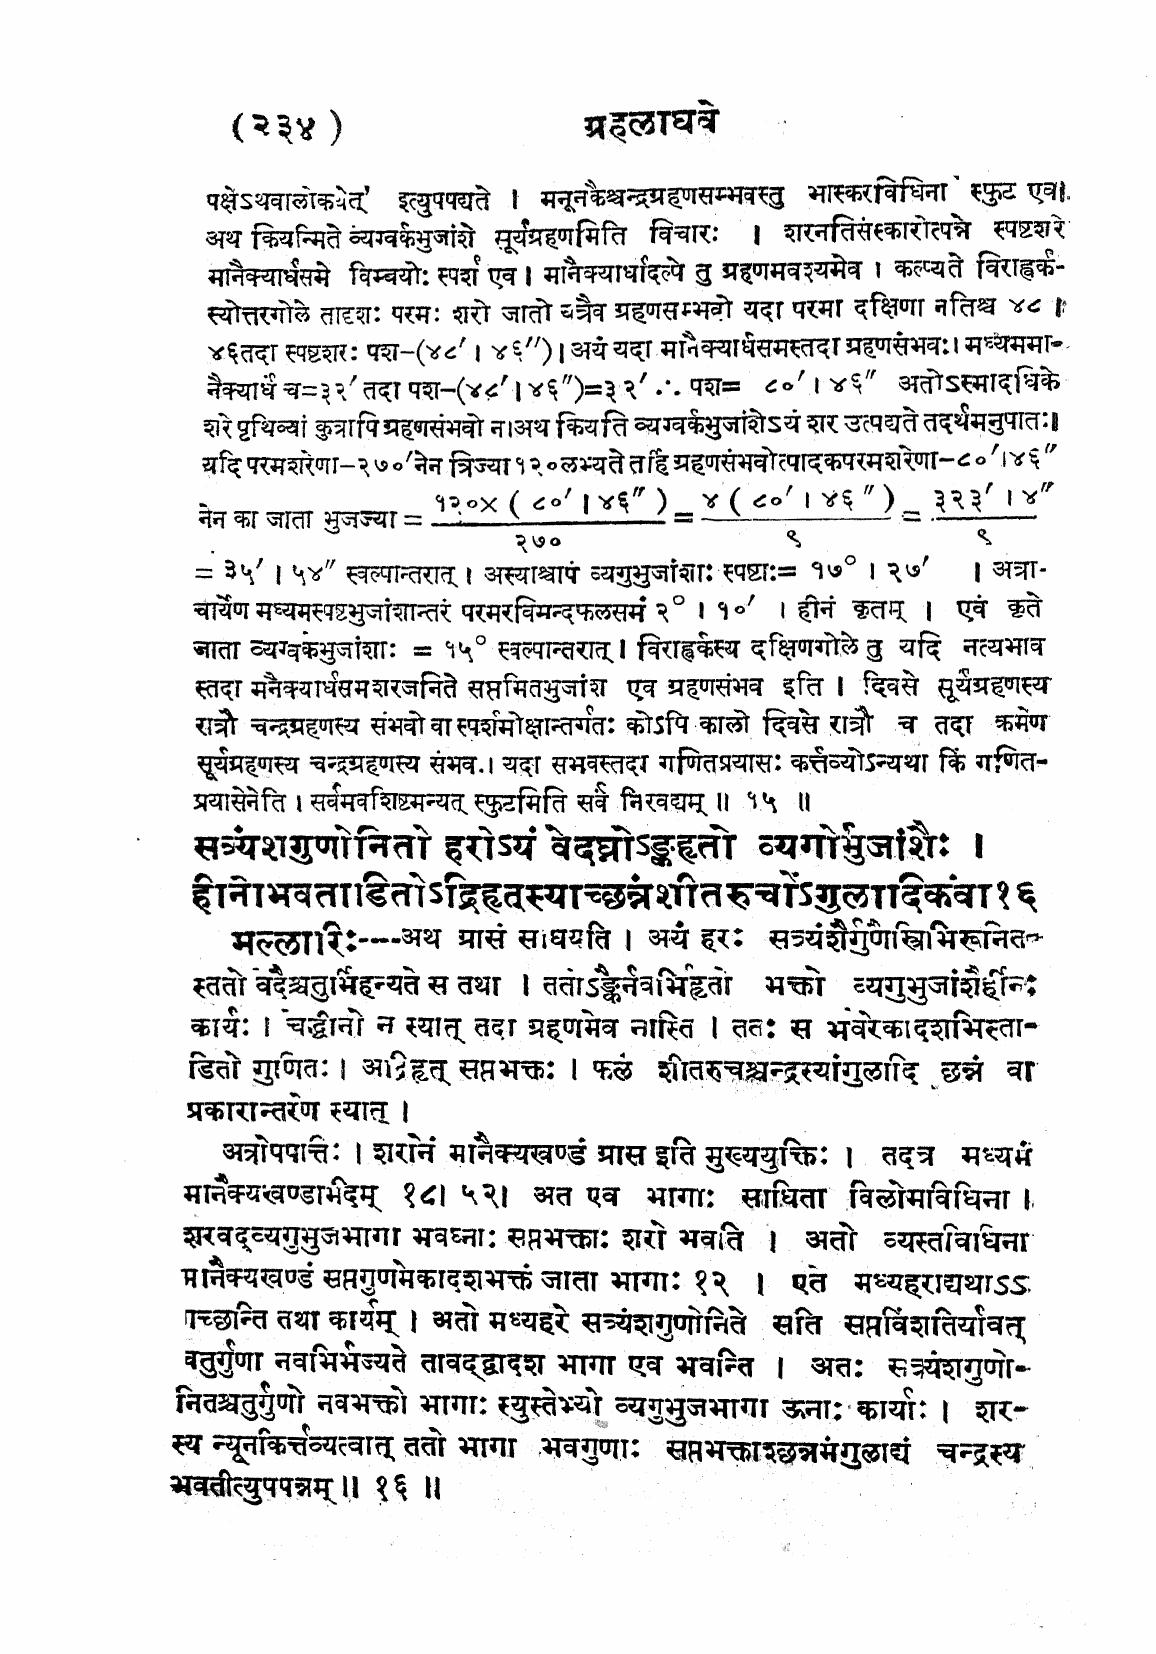 (२३४) ग्रहलाघवे
पक्षेऽथवालोकयेत्' इत्युपपद्यते । मनूनकैश्चन्द्रग्रहणसम्भवस्तु भास्करविधिना स्फुट एव।
अथ कियन्मिते व्यग्वर्कभुजांशे सूर्यग्रहणमिति विचारः । शरनतिसंस्कारोत्पन्ने स्पष्टशरे
मानैक्यार्धसमे विम्बयोः स्पर्श एव। मानैक्यार्धादल्पे तु ग्रहणमवश्यमेव । कल्प्यते विराह्वर्क-
स्योत्तरगोले तादृशः परमः शरो जातो यत्रैव ग्रहणसम्भवो यदा परमा दक्षिणा नतिश्च ४८ ।
४६तदा स्पष्टशरः पश-(४८′। ४६″)। अयं यदा मानैक्यार्धसमस्तदा ग्रहणसंभवः। मध्यममा-
नैक्यार्धं च=३२′ तदा पश-(४८′।४६″)=३२′ ∴ पश= ८०′। ४६″ अतोऽस्मादधिके
शरे पृथिव्यां कुत्रापि ग्रहणसंभवो न।अथ कियति व्यग्वर्कभुजांशेऽयं शर उत्पद्यते तदर्थमनुपातः।
यदि परमशरेणा-२७०′नेन त्रिज्या १२०लभ्यते तर्हि ग्रहणसंभवोत्पादकपरमशरेणा-८०′।४६″
नेन का जाता भुजज्या = १२०× ( ८०′।४६″ ) / २७० = ४ ( ८०′ । ४६″ ) / ९ = ३२३′ । ४″ / ९
= ३५′ । ५४″ स्वल्पान्तरात् । अस्याश्चापं व्यगुभुजांशाः स्पष्टाः= १७° । २७′ । अत्रा-
चार्येण मध्यमस्पष्टभुजांशान्तरं परमरविमन्दफलसमं २° । १०′ । हीनं कृतम् । एवं कृते
जाता व्यग्वर्कभुजांशाः = १५° स्वल्पान्तरात् । विराह्वर्कस्य दक्षिणगोले तु यदि नत्यभाव
स्तदा मनैक्यार्धसमशरजनिते सप्तमितभुजांश एव ग्रहणसंभव इति । दिवसे सूर्यग्रहणस्य
रात्रौ चन्द्रग्रहणस्य संभवो वा स्पर्शमोक्षान्तर्गतः कोऽपि कालो दिवसे रात्रौ च तदा क्रमेण
सूर्यग्रहणस्य चन्द्रग्रहणस्य संभव.। यदा सभवस्तदा गणितप्रयासः कर्त्तव्योऽन्यथा किं गणित-
प्रयासेनेति । सर्वमवशिष्टमन्यत् स्फुटमिति सर्वं निरवद्यम् ॥ १५ ॥
सत्र्यंशगुणोनितो हरोऽयं वेदघ्नोऽङ्कहृतो व्यगोर्भुजांशैः ।
हीनोभवताडितोऽद्रिहृत्स्याच्छन्नंशीतरुचोंऽगुलादिकंवा१६
मल्लारिः----अथ ग्रासं साधयति । अयं हरः सत्र्यंशैर्गुणैस्त्रिभिरूनित-
स्ततो वेदैश्चतुर्भिहन्यते स तथा । ततोऽङ्कैर्नवभिर्हृतो भक्तो व्यगुभुजांशैर्हीनः
कार्यः । चद्धीनो न स्यात् तदा ग्रहणमेव नास्ति । ततः स भवरेकादशभिस्ता-
डितो गुणितः । अद्रिहृत् सप्तभक्तः । फलं शीतरुचश्चन्द्रस्यांगुलादि छन्नं वा
प्रकारान्तरेण स्यात् ।
अत्रोपपत्तिः । शरोनं मानैक्यखण्डं ग्रास इति मुख्ययुक्तिः । तदत्र मध्यमं
मानैक्यखण्डाभेदम् १८। ५२। अत एव भागाः साधिता विलोमविधिना ।
शरवद्व्यगुभुजभागा भवघ्नाः सप्तभक्ताः शरो भवति । अतो व्यस्तविधिना
मानैक्यखण्डं सप्तगुणमेकादशभक्तं जाता भागाः १२ । एते मध्यहराद्यथाऽऽ
गच्छन्ति तथा कार्यम् । अतो मध्यहरे सत्र्यंशगुणोनिते सति सप्तविंशतिर्यावत्
चतुर्गुणा नवभिर्भज्यते तावद्द्वादश भागा एव भवन्ति । अतः सत्र्यंशगुणो-
नितश्चतुर्गुणो नवभक्तो भागाः स्युस्तेभ्यो व्यगुभुजभागा ऊनाः कार्याः । शर-
स्य न्यूनकर्त्तव्यत्वात् ततो भागा भवगुणाः सप्तभक्ताश्छन्नमंगुलाद्यं चन्द्रस्य
भवतीत्युपपन्नम् ॥ १६ ॥